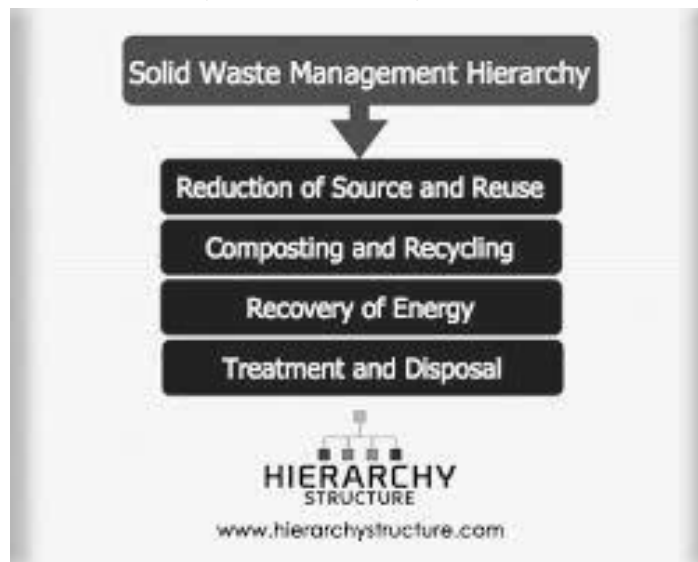 Solid Waste Management Hierarchy
Reduction of Source and Reuse
Composting and Recycling
Recovery of Energy
Treatment and Disposal
HIERARCHY
STRUCTURE
www.hierarchystructure.com